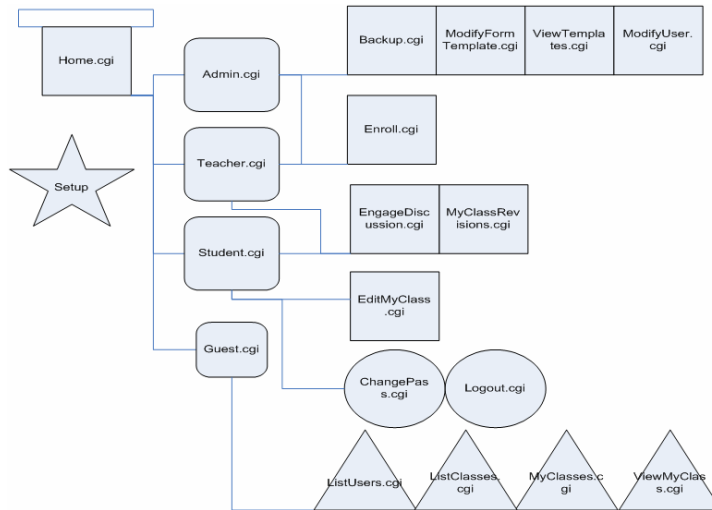 Home.cgi
Setup
Admin.cgi
Teacher.cgi
Student.cgi
Guest.cgi
Backup.cgi
ModifyForm
Template.cgi
ViewTempla
tes.cgi
ModifyUser.
cgi
Enroll.cgi
EngageDisc
ussion.cgi
MyClassRev
isions.cgi
EditMyClass
.cgi
ChangePas
s.cgi
Logout.cgi
ListUsers.cgi
ListClasses.
cgi
MyClasses.c
gi
ViewMyClas
s.cgi